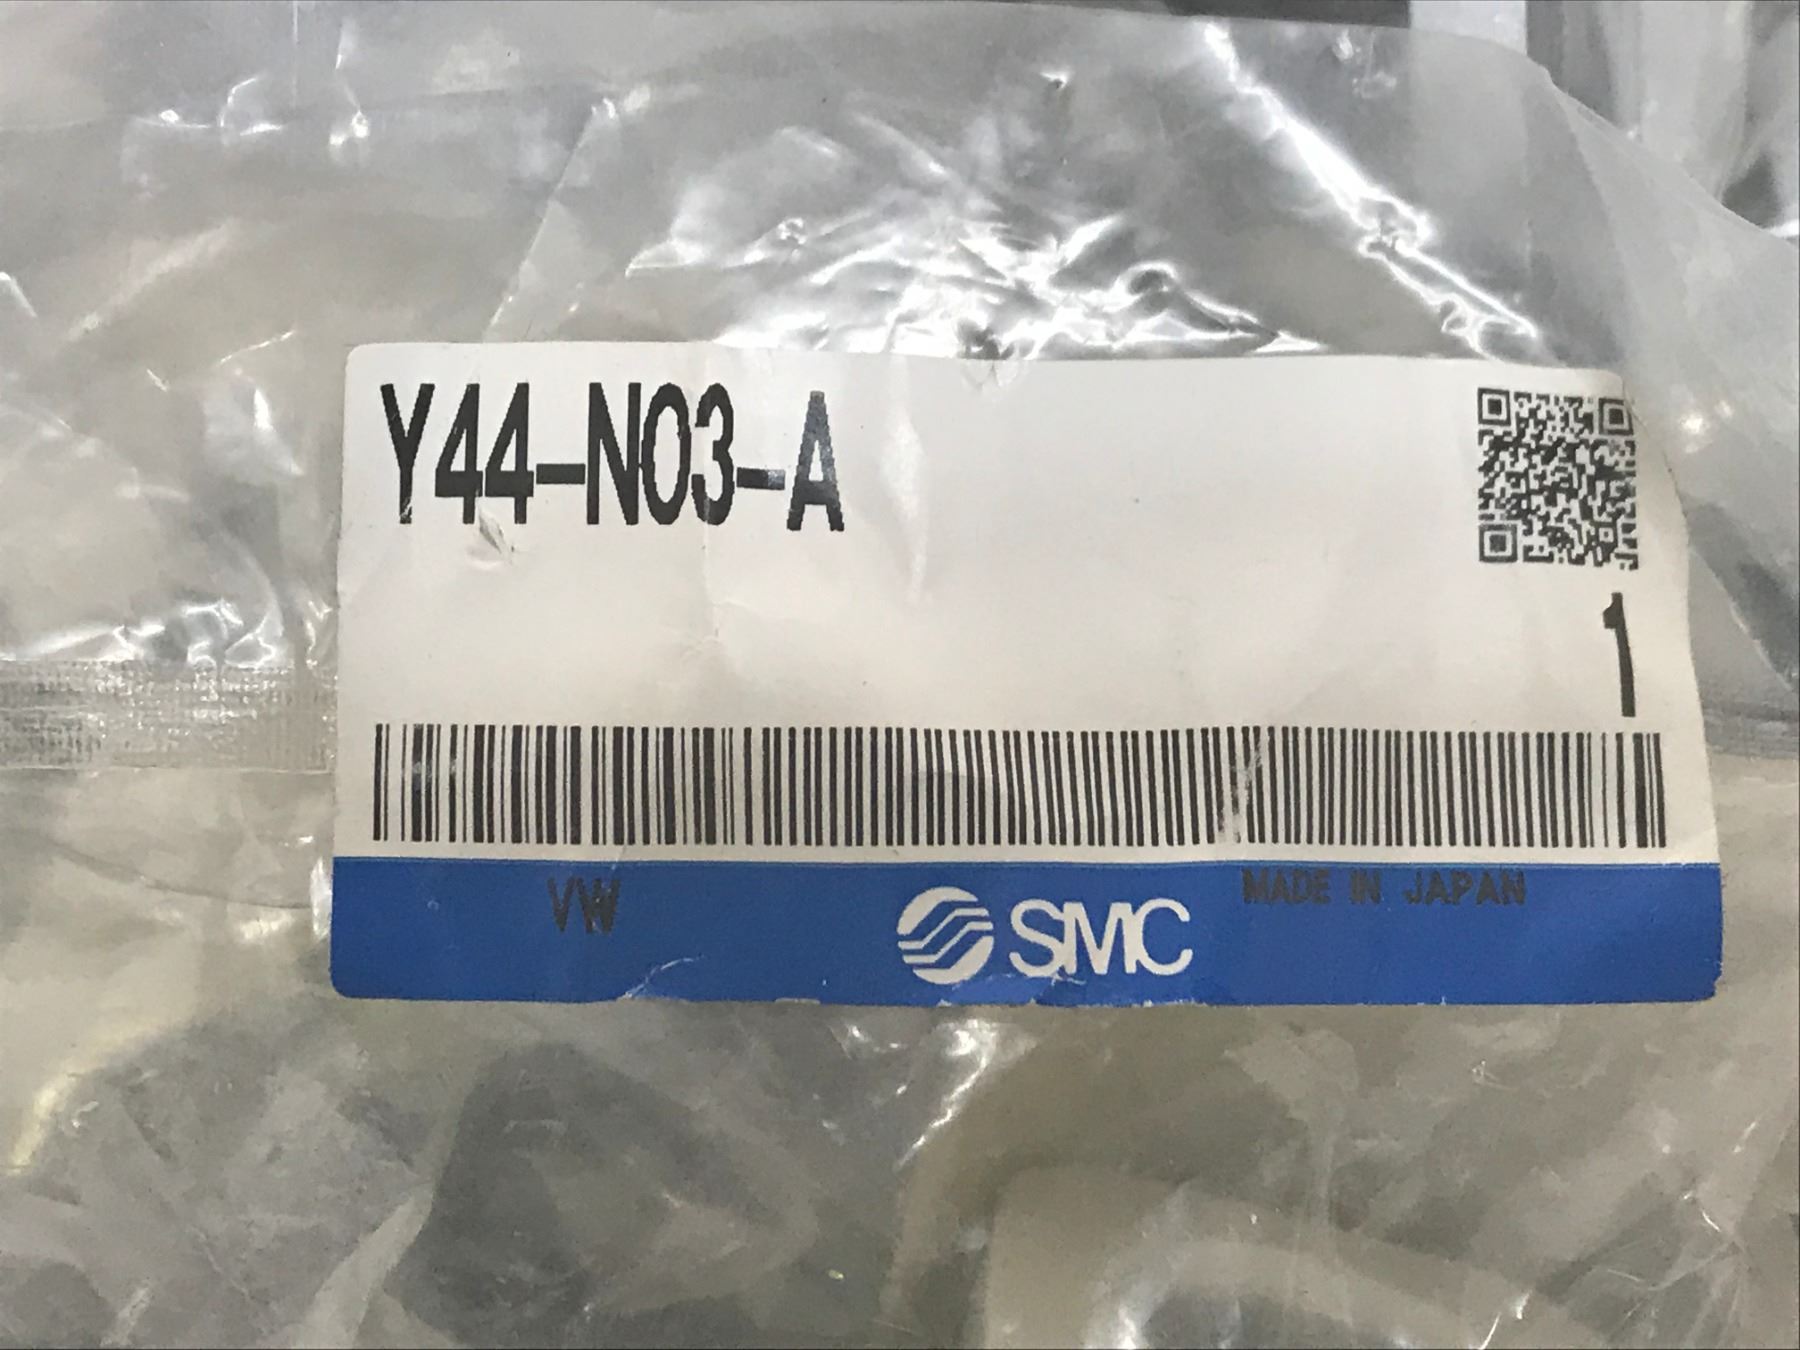 Y44-N03-A
1
VW
SMC
MADE IN JAPAN